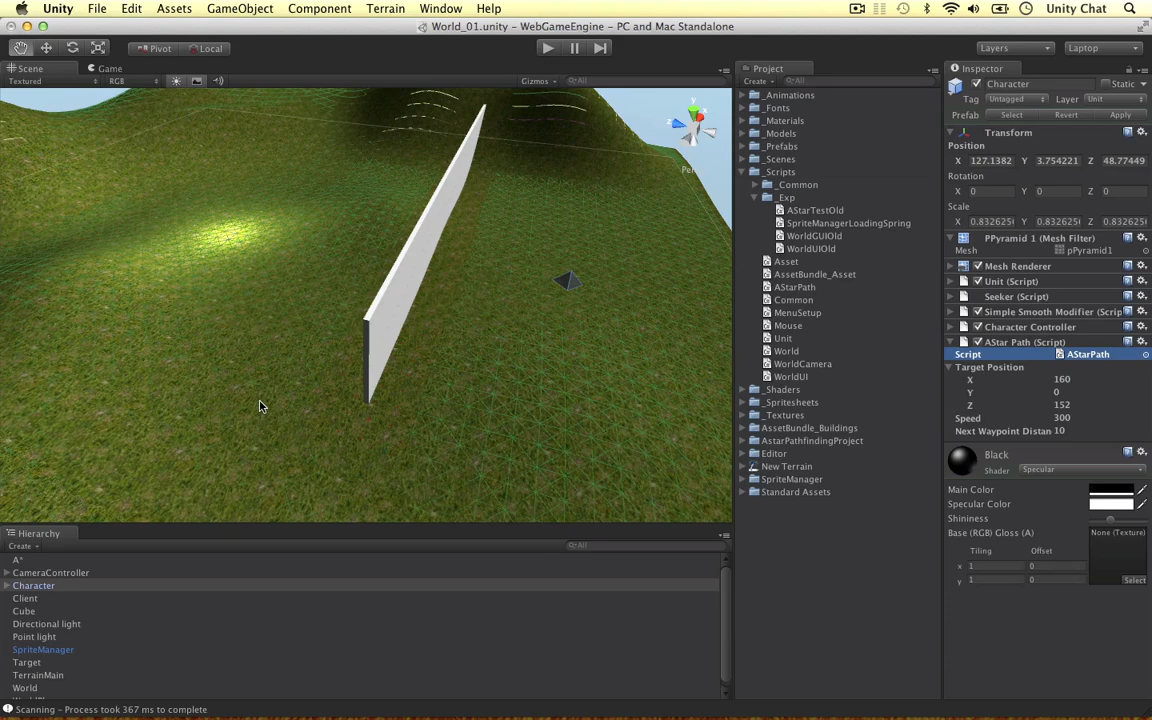 Unity File Edit Assets GameObject Component Terrain Window Help Unity Chat
World_01.unity - WebGameEngine - PC and Mac Standalone
Pivot Local Layers Laptop
Scene Game
Textured RGB Gizmos All
y x z
Project
Create All
_Animations
_Fonts
_Materials
_Models
_Prefabs
_Scenes
_Scripts
_Common
_Exp
AStarTestOld
SpriteManagerLoadingSpring
WorldGUIOld
WorldUIOld
Asset
AssetBundle_Asset
AStarPath
Common
MenuSetup
Mouse
Unit
World
WorldCamera
WorldUI
_Shaders
_Spritesheets
_Textures
AssetBundle_Buildings
AstarPathfindingProject
Editor
New Terrain
SpriteManager
Standard Assets
Inspector
Character Static
Tag Untagged Layer Unit
Prefab Select Revert Apply
Transform
Position
X 127.1382 Y 3.754221 Z 48.77449
Rotation
X 0 Y 0 Z 0
Scale
X 0.832625 Y 0.832625 Z 0.832625
PPyramid 1 (Mesh Filter)
Mesh pPyramid1
Mesh Renderer
Unit (Script)
Seeker (Script)
Simple Smooth Modifier (Scrip
Character Controller
AStar Path (Script)
Script AStarPath
Target Position
X 160
Y 0
Z 152
Speed 300
Next Waypoint Distan 10
Black
Shader Specular
Main Color
Specular Color
Shininess
Base (RGB) Gloss (A) None (Texture)
Tiling Offset
x 1 0
y 1 0
Select
Hierarchy
Create All
A*
CameraController
Character
Client
Cube
Directional light
Point light
SpriteManager
Target
TerrainMain
World
Scanning - Process took 367 ms to complete